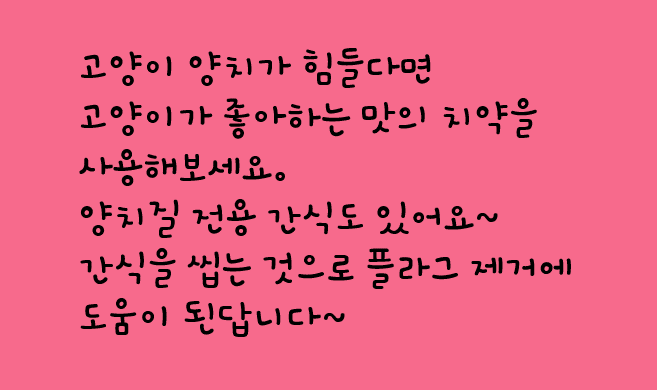 고양이 양치가 힘들다면
고양이가 좋아하는 맛의 치약을
사용해보세요.
양치질 전용 간식도 있어요~
간식을 씹는 것으로 플라그 제거에
도움이 된답니다~